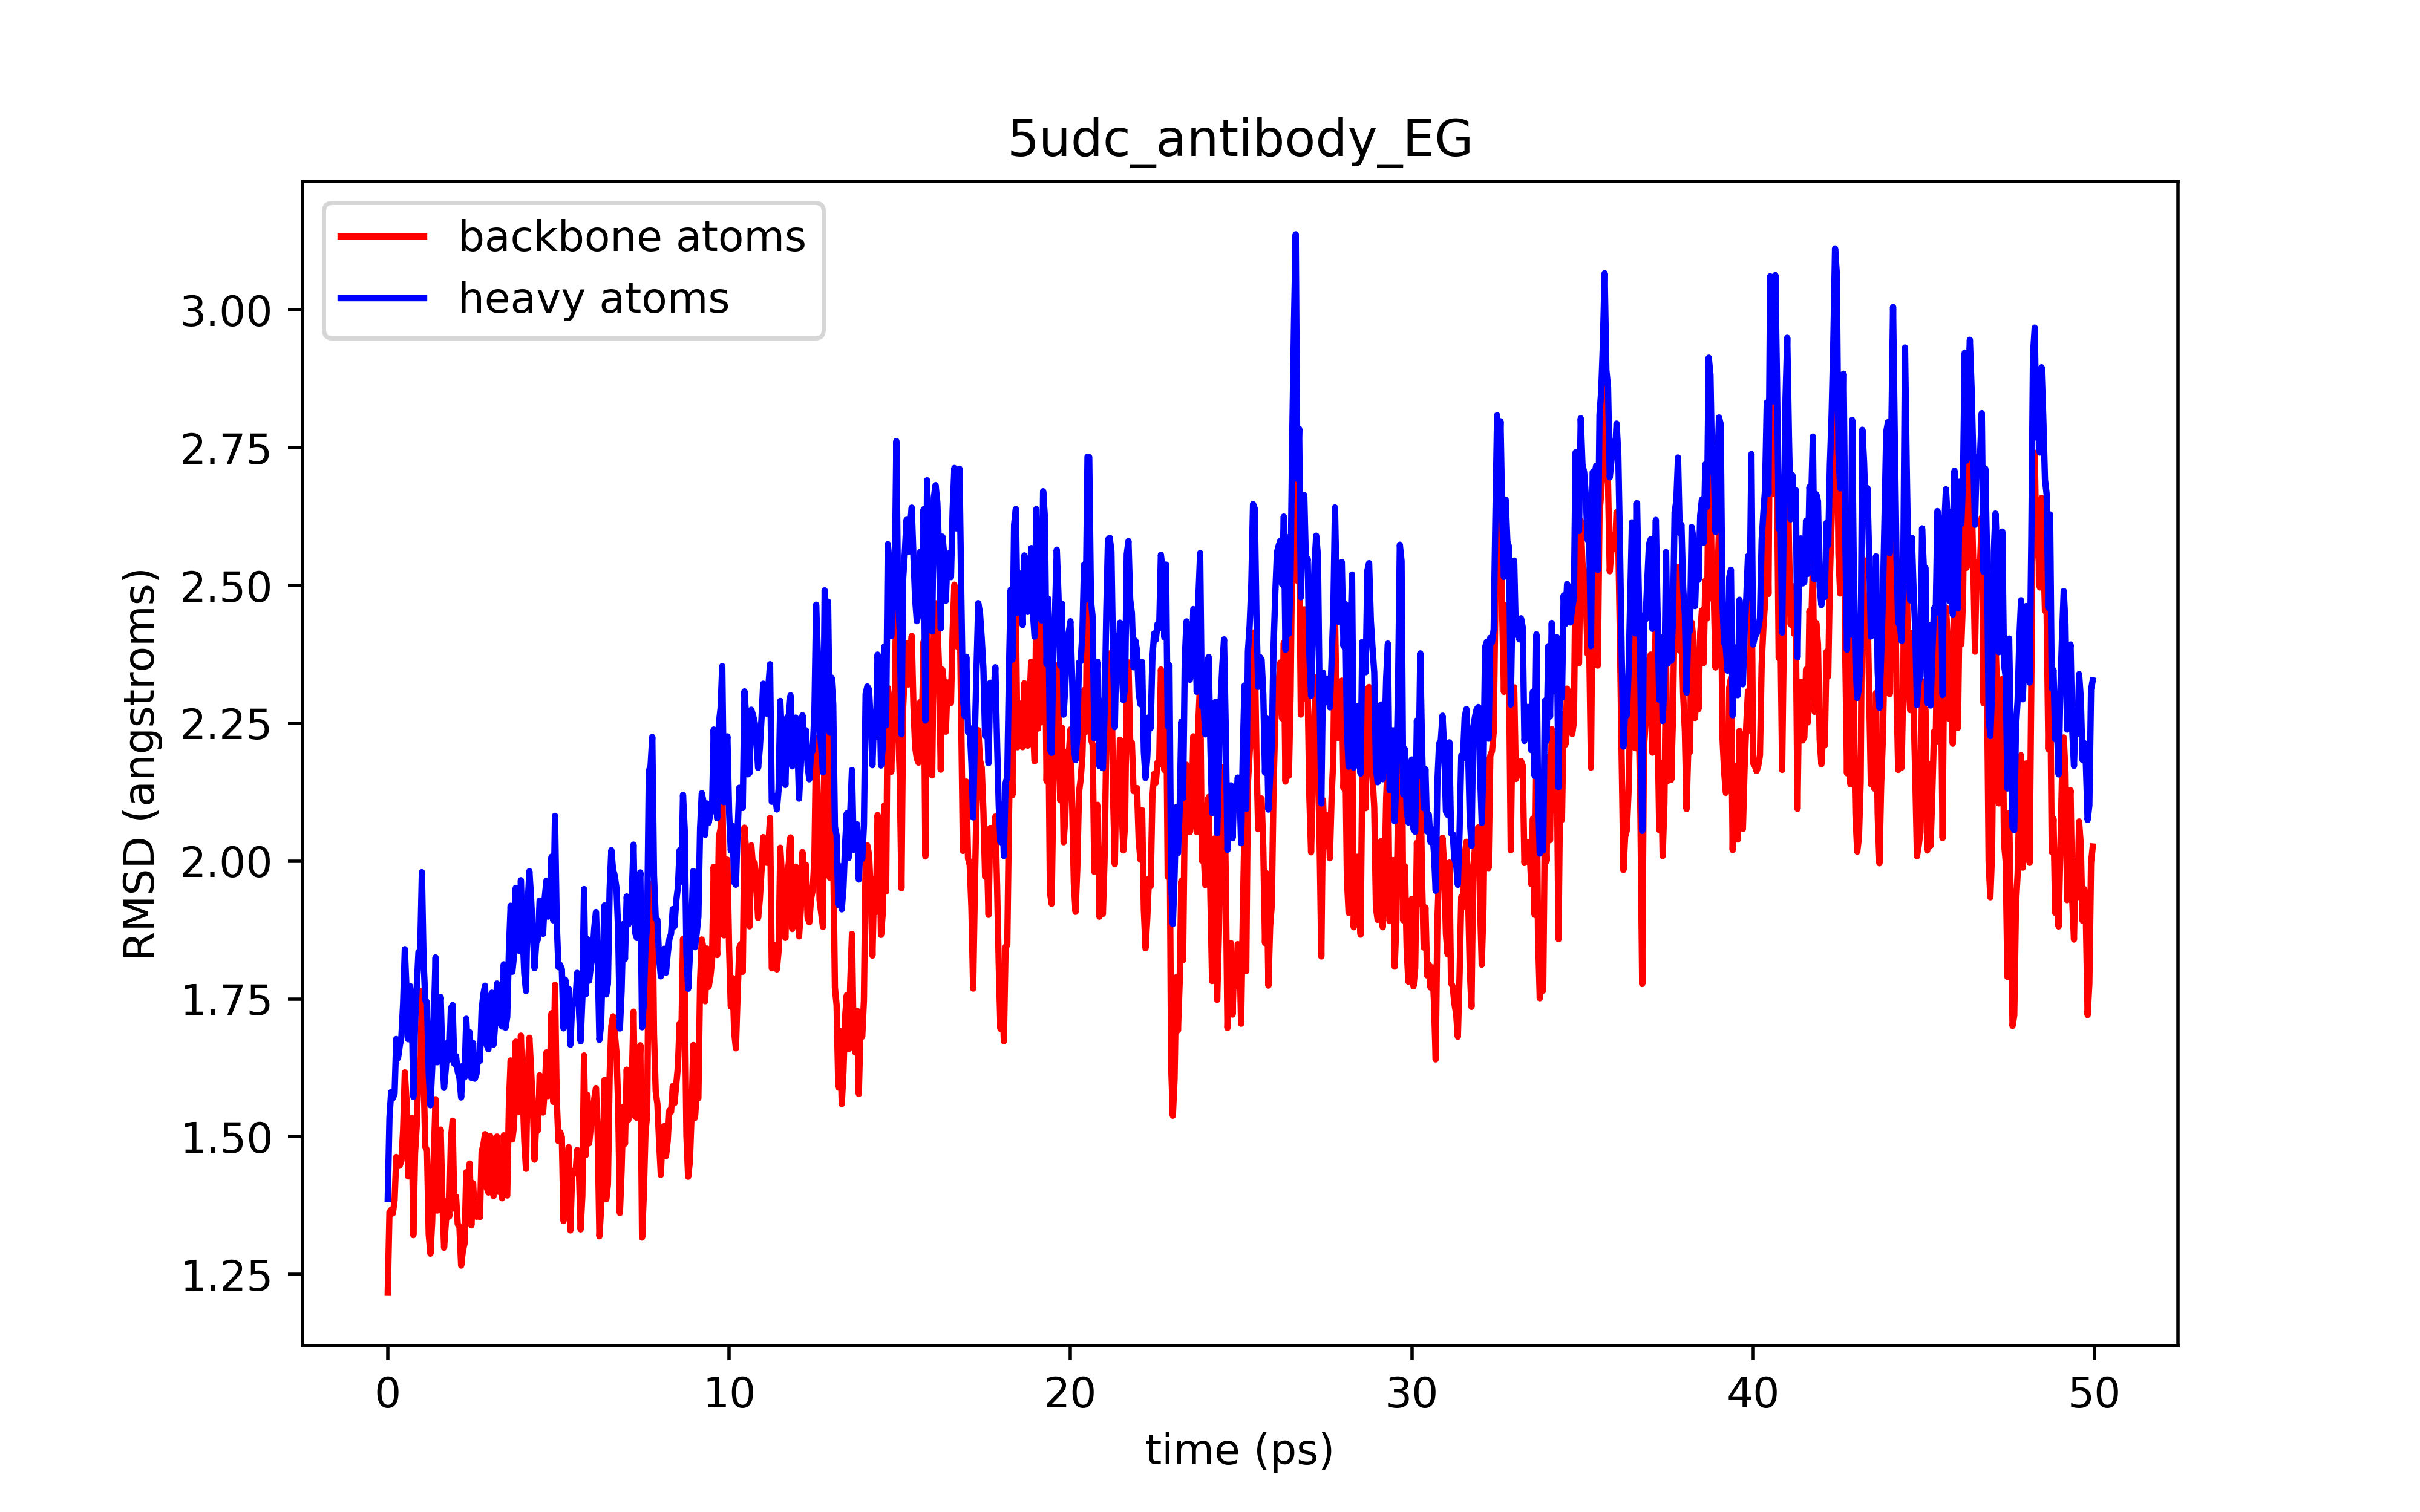 5udc_antibody_EG
backbone atoms
heavy atoms
3.00
2.75
2.50
2.25
2.00
1.75
1.50
1.25
RMSD (angstroms)
0 10 20 30 40 50
time (ps)